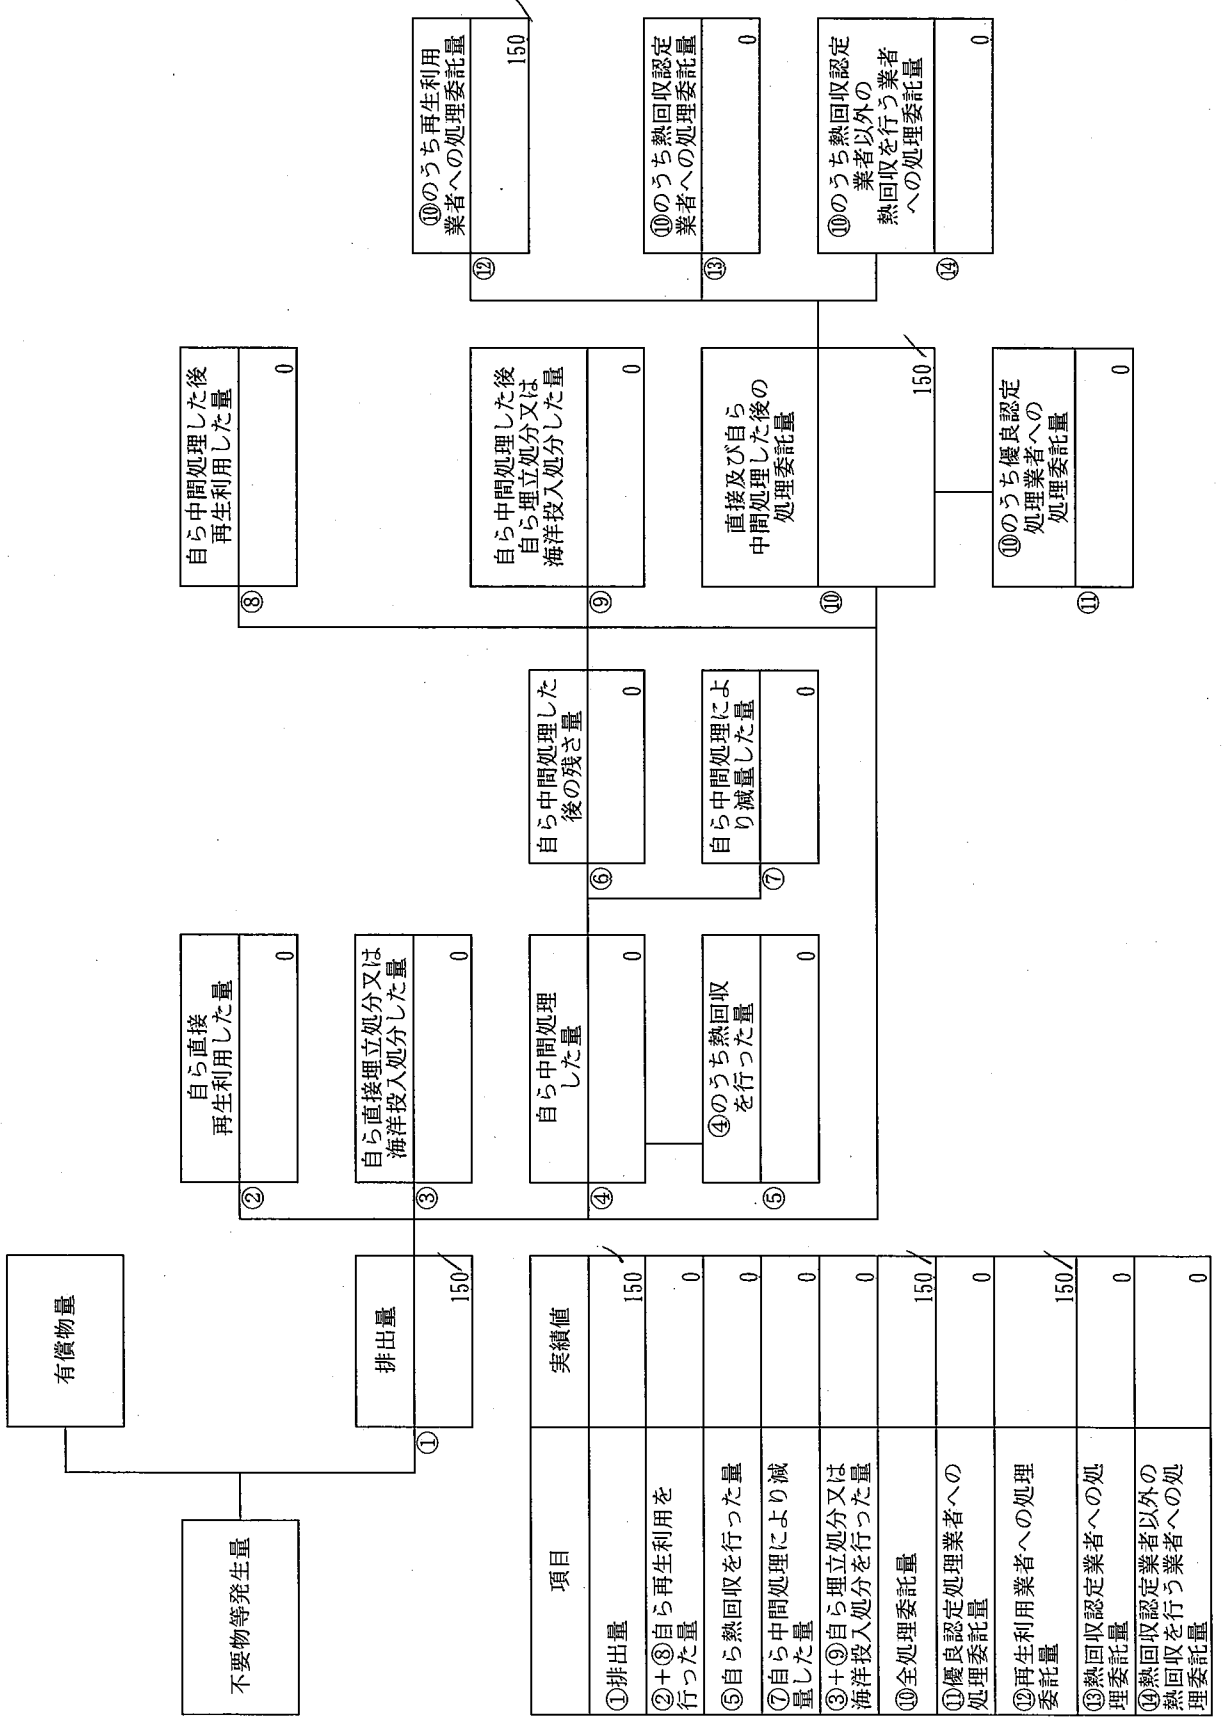 不要物等発生量
有償物量
①
排出量
150
②
自ら直接
再生利用した量
0
③
自ら直接埋立処分又は
海洋投入処分した量
0
④
自ら中間処理
した量
0
⑤
④のうち熱回収
を行った量
0
⑥
自ら中間処理した
後の残さ量
0
⑦
自ら中間処理によ
り減量した量
0
⑧
自ら中間処理した後
再生利用した量
0
⑨
自ら中間処理した後
自ら埋立処分又は
海洋投入処分した量
0
⑩
直接及び自ら
中間処理した後の
処理委託量
150
⑪
⑩のうち優良認定
処理業者への
処理委託量
0
⑫
⑩のうち再生利用
業者への処理委託量
150
⑬
⑩のうち熱回収認定
業者への処理委託量
0
⑭
⑩のうち熱回収認定
業者以外の
熱回収を行う業者
への処理委託量
0
項目 実績値
①排出量 150
②+⑧自ら再生利用を
行った量 0
⑤自ら熱回収を行った量 0
⑦自ら中間処理により減
量した量 0
③+⑨自ら埋立処分又は
海洋投入処分を行った量 0
⑩全処理委託量 150
⑪優良認定処理業者への
処理委託量 0
⑫再生利用業者への処理
委託量 150
⑬熱回収認定業者への処
理委託量 0
⑭熱回収認定業者以外の
熱回収を行う業者への処
理委託量 0